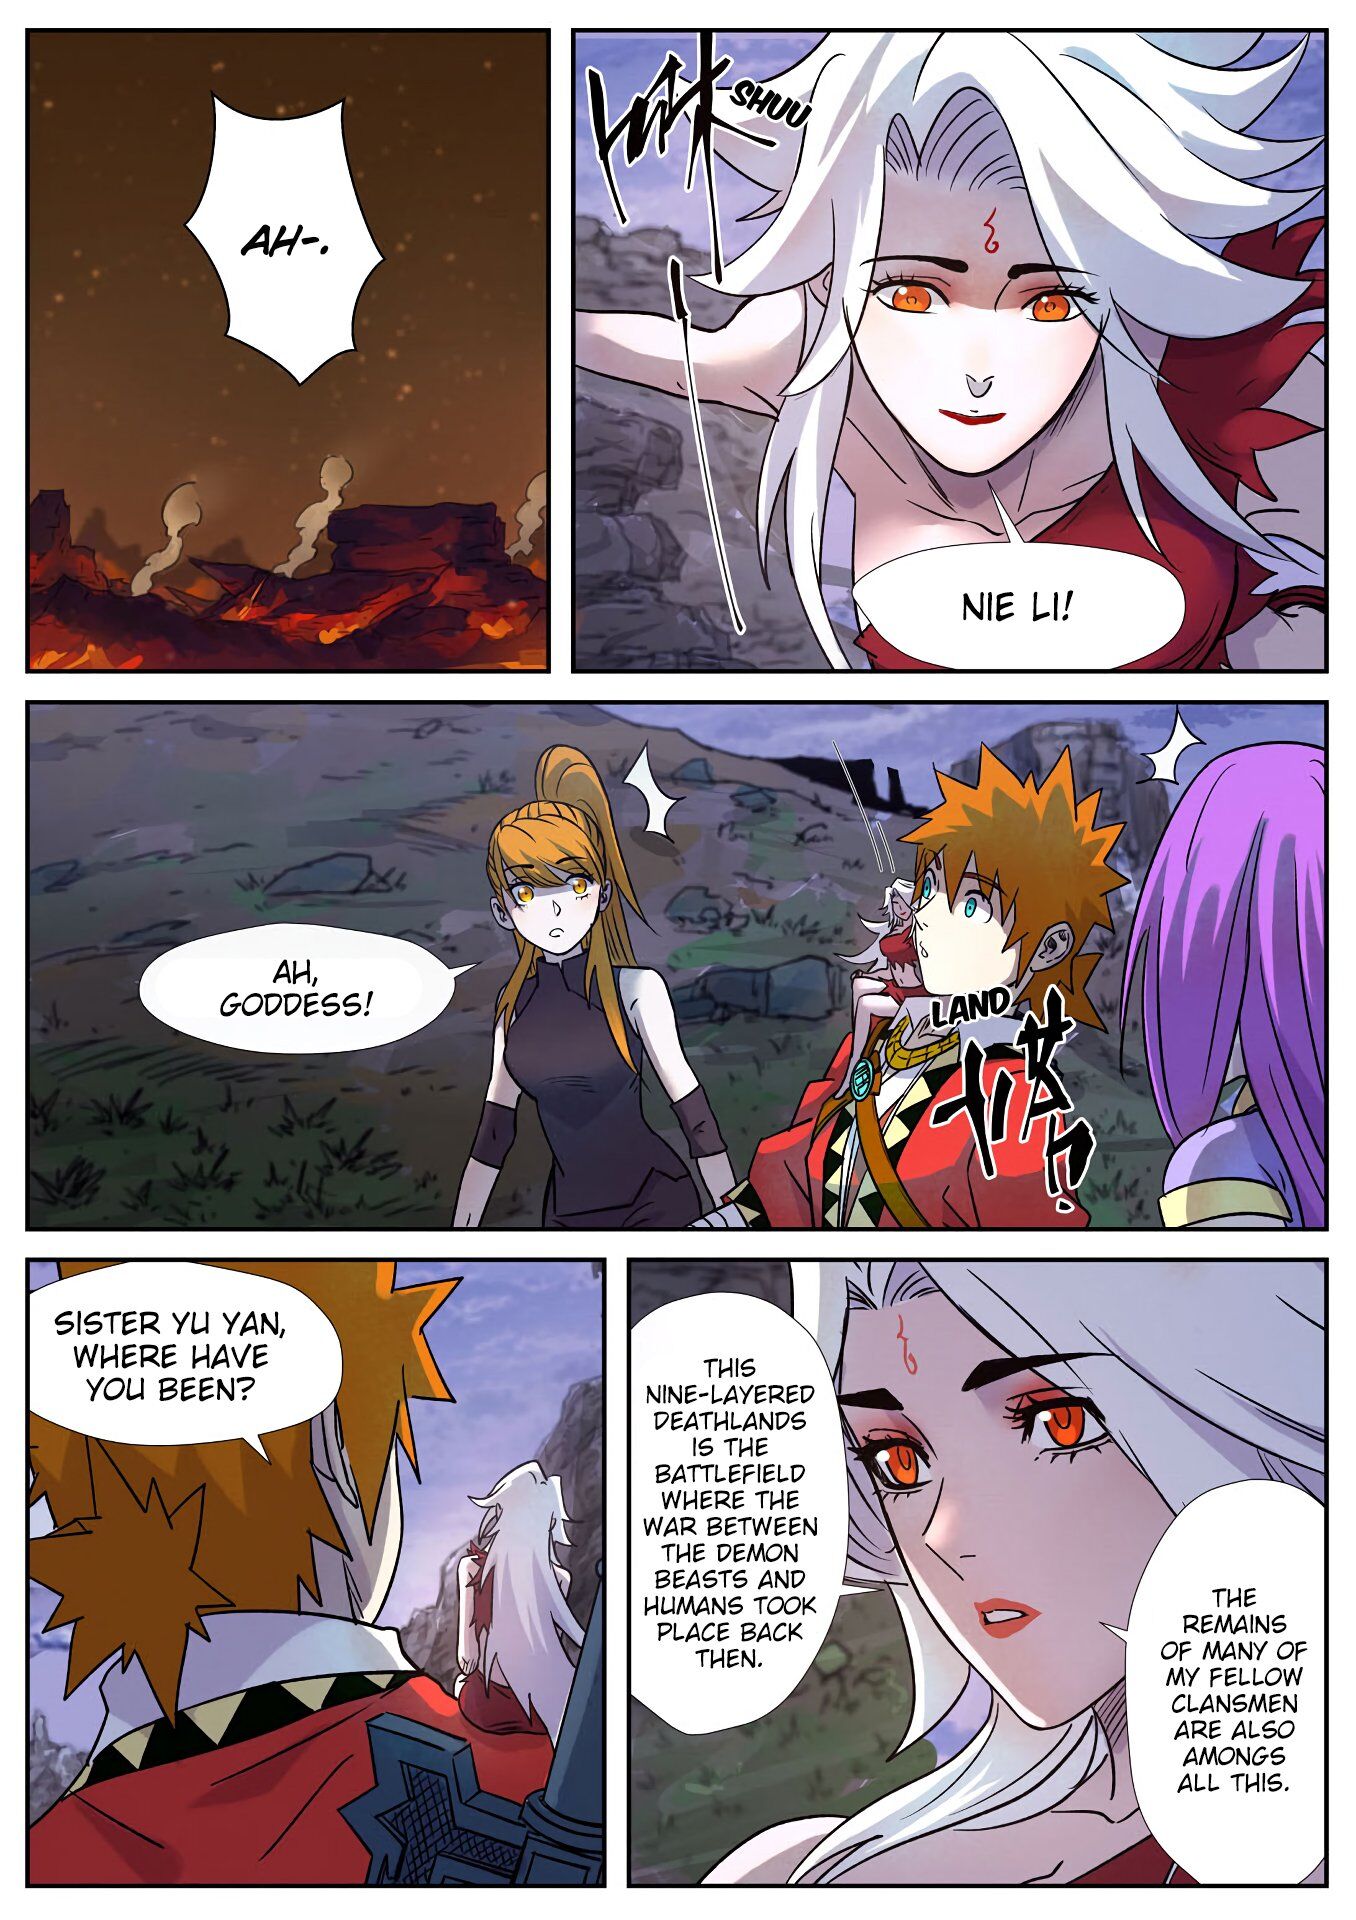 AH-.
SHUU
NIE LI!
AH,
GODDESS!
LAND
SISTER YU YAN,
WHERE HAVE
YOU BEEN?
THIS
NINE-LAYERED
DEATHLANDS
IS THE
BATTLEFIELD
WHERE THE
WAR BETWEEN
THE DEMON
BEASTS AND
HUMANS TOOK
PLACE BACK
THEN.
THE
REMAINS
OF MANY OF
MY FELLOW
CLANSMEN
ARE ALSO
AMONGS
ALL THIS.